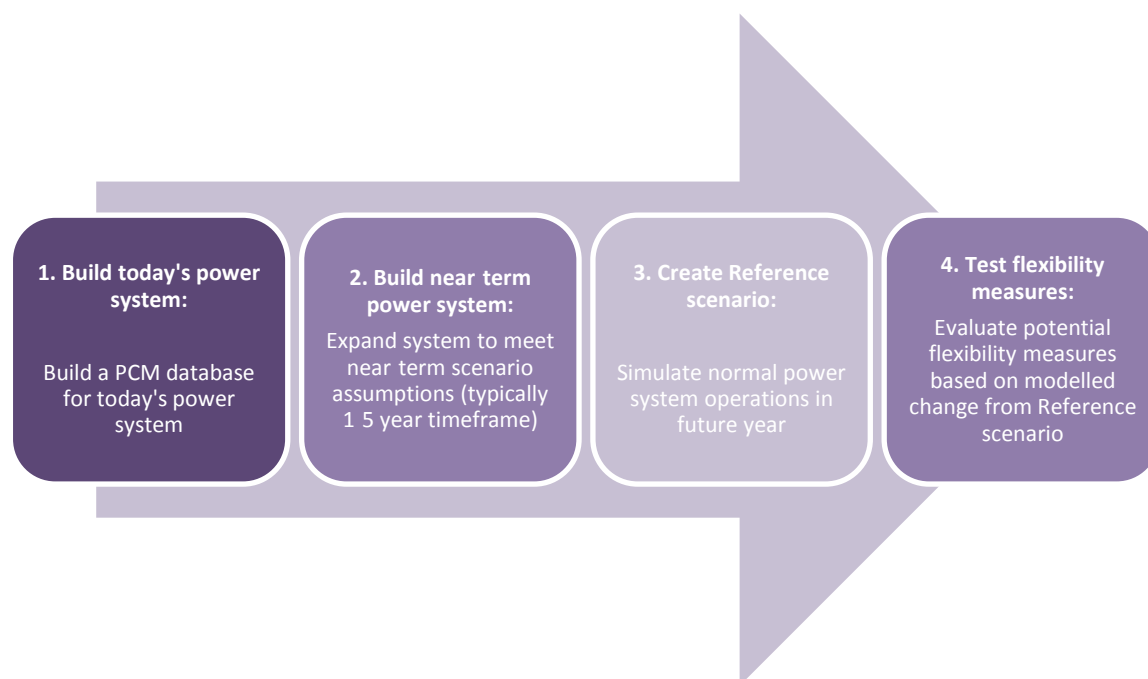 1. Build today's power
system:
Build a PCM database
for today's power
system
2. Build near term
power system:
Expand system to meet
near term scenario
assumptions (typically
1 5 year timeframe)
3. Create Reference
scenario:
Simulate normal power
system operations in
future year
4. Test flexibility
measures:
Evaluate potential
flexibility measures
based on modelled
change from Reference
scenario